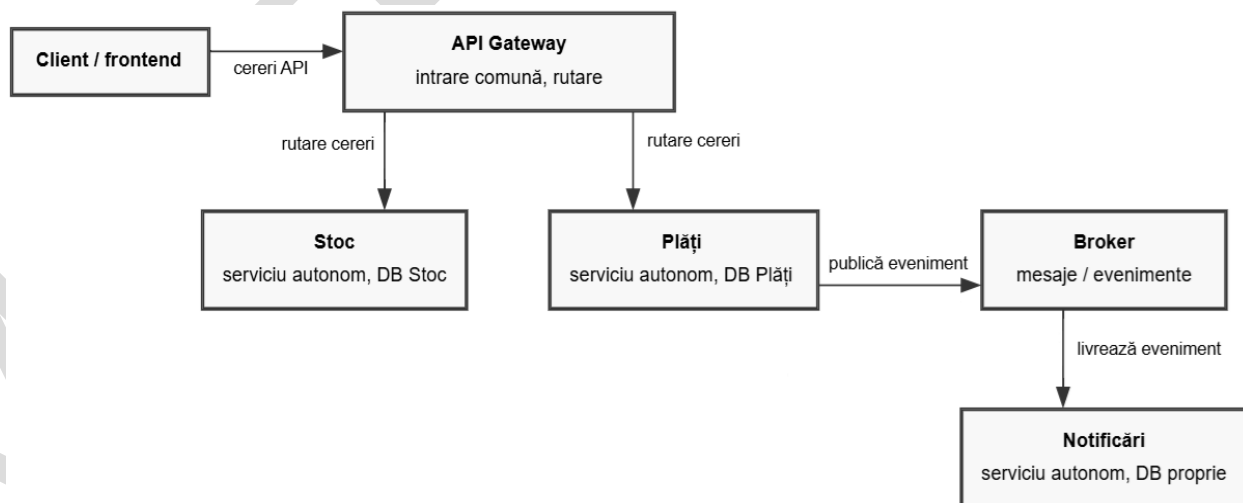 Client / frontend
cereri API
API Gateway
intrare comună, rutare
rutare cereri
rutare cereri
Stoc
serviciu autonom, DB Stoc
Plăți
serviciu autonom, DB Plăți
publică eveniment
Broker
mesaje / evenimente
livrează eveniment
Notificări
serviciu autonom, DB proprie